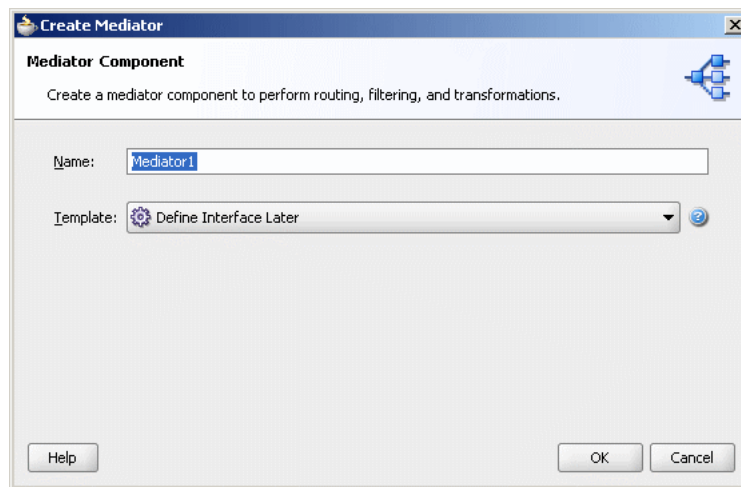 Create Mediator
Mediator Component
Create a mediator component to perform routing, filtering, and transformations.
Name: Mediator1
Template: Define Interface Later
Help OK Cancel